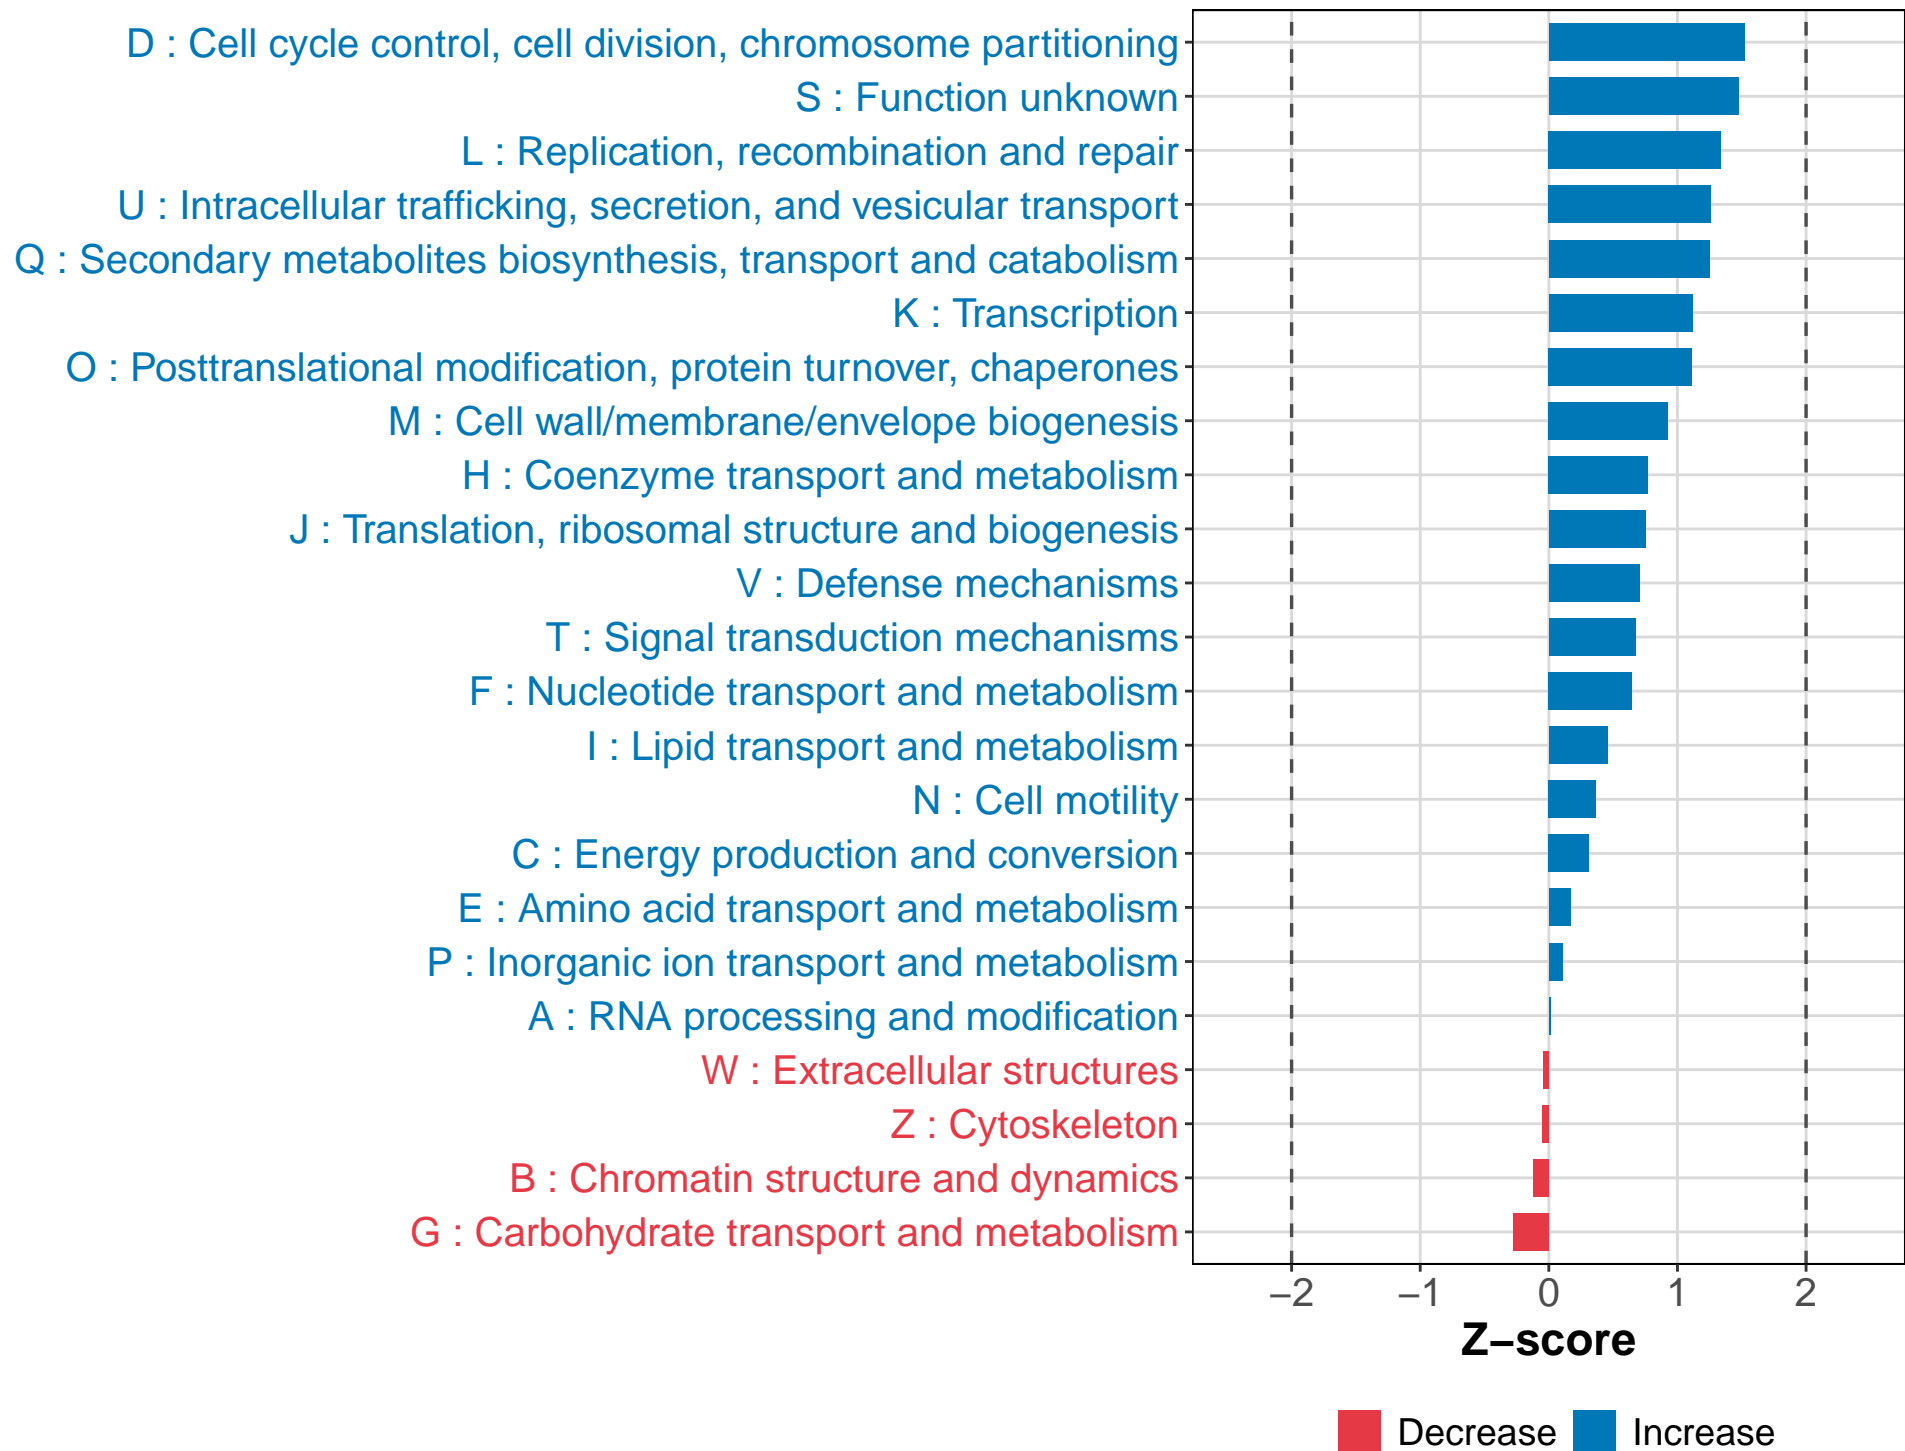 D : Cell cycle control, cell division, chromosome partitioning
S : Function unknown
L : Replication, recombination and repair
U : Intracellular trafficking, secretion, and vesicular transport
Q : Secondary metabolites biosynthesis, transport and catabolism
K : Transcription
O : Posttranslational modification, protein turnover, chaperones
M : Cell wall/membrane/envelope biogenesis
H : Coenzyme transport and metabolism
J : Translation, ribosomal structure and biogenesis
V : Defense mechanisms
T : Signal transduction mechanisms
F : Nucleotide transport and metabolism
I : Lipid transport and metabolism
N : Cell motility
C : Energy production and conversion
E : Amino acid transport and metabolism
P : Inorganic ion transport and metabolism
A : RNA processing and modification
W : Extracellular structures
Z : Cytoskeleton
B : Chromatin structure and dynamics
G : Carbohydrate transport and metabolism
−2 −1 0 1 2
Z−score
Decrease Increase